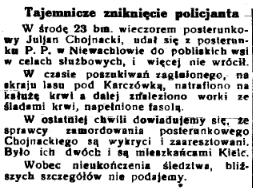 Tajemnicze zniknięcie policjanta
W środę 23 bm. wieczorem posterunko-
wy Juljan Chojnacki, udał się z posterun-
ku P. P. w Niewachlowie do pobliskich wsi
w celach służbowych, i więcej nie wrócił.
W czasie poszukiwań zaginionego, na
skraju lasu pod Karczówką, natrafiono na
kałużę krwi a dalej znfaleziono worki ze
śladami krwi, napełnione fasolą.
W ostatniej chwili dowiadujemy się, że
sprawcy zamordowania posterunkowego
Chojnackiego są wykryci i zaaresztowani.
Było ich dwóch i są mieszkańcami Kielc.
Wobec nieukończenia śledztwa, bliż-
szych szczegółów nie podajemy.